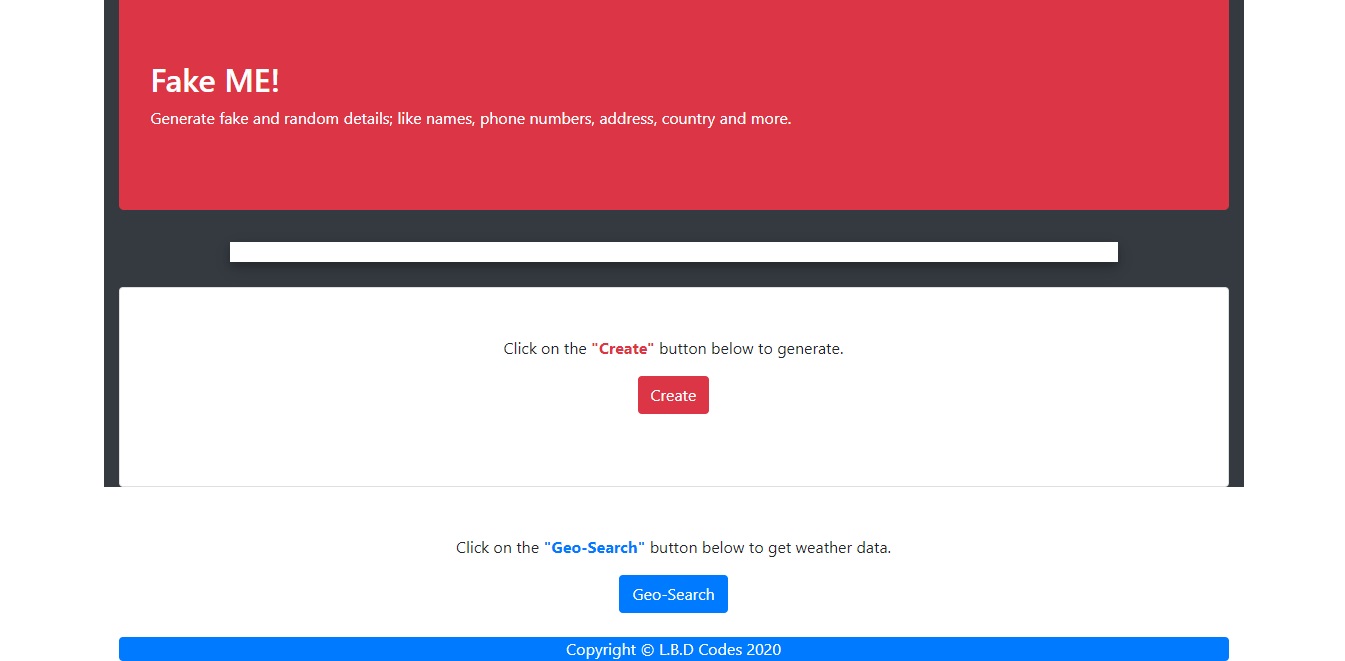 Fake ME!
Generate fake and random details; like names, phone numbers, address, country and more.
Click on the "Create" button below to generate.
Create
Click on the "Geo-Search" button below to get weather data.
Geo-Search
Copyright © L.B.D Codes 2020